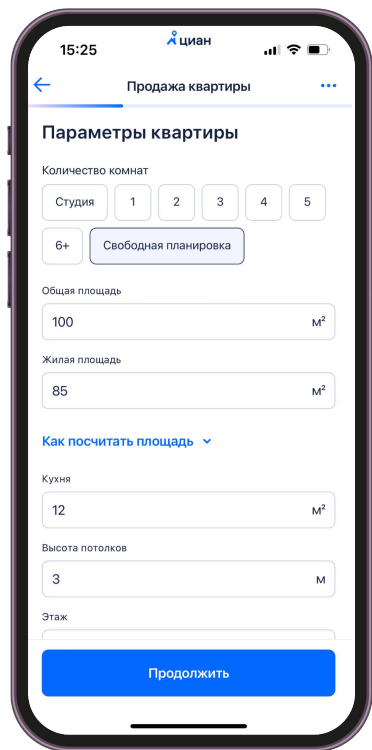 15:25
циан
Продажа квартиры
Параметры квартиры
Количество комнат
Студия 1 2 3 4 5
6+ Свободная планировка
Общая площадь
100 м²
Жилая площадь
85 м²
Как посчитать площадь
Кухня
12 м²
Высота потолков
3 м
Этаж
Продолжить